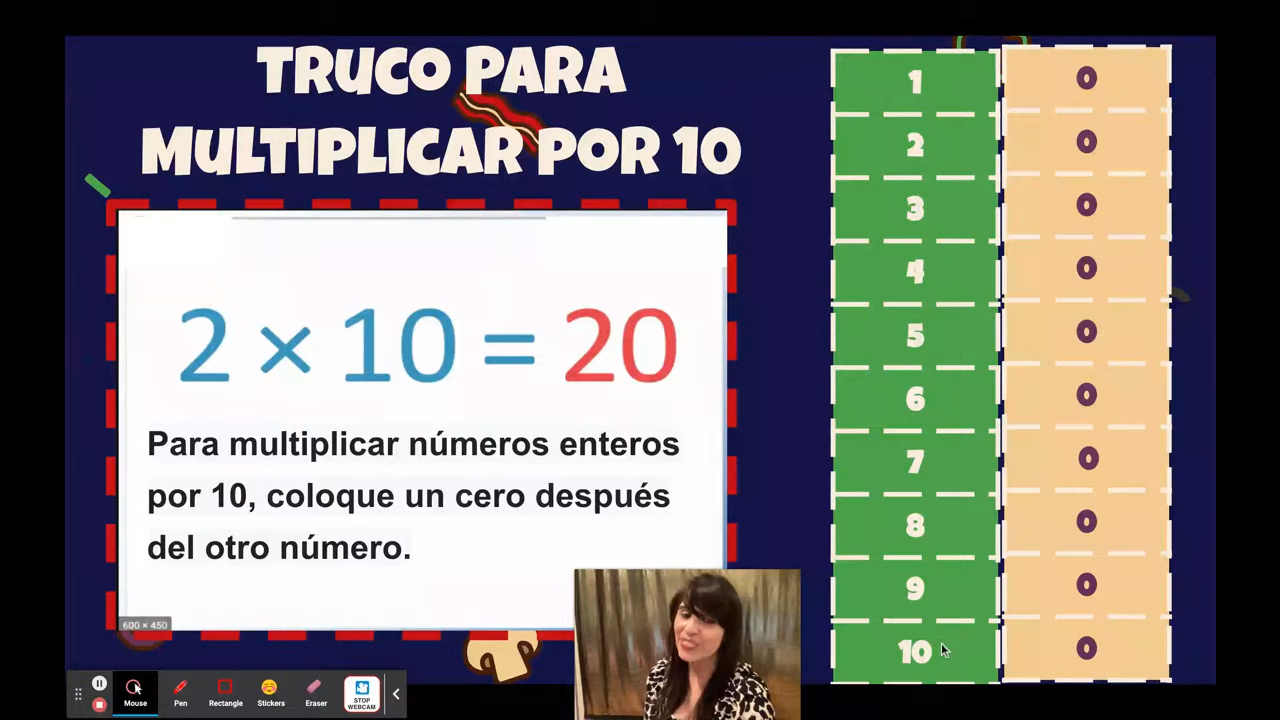 TRUCO PARA
MULTIPLICAR POR 10
2 × 10 = 20
Para multiplicar números enteros
por 10, coloque un cero después
del otro número.
600 × 450
1 0
2 0
3 0
4 0
5 0
6 0
7 0
8 0
9 0
10 0
Mouse
Pen
Rectangle
Stickers
Eraser
STOP
WEBCAM